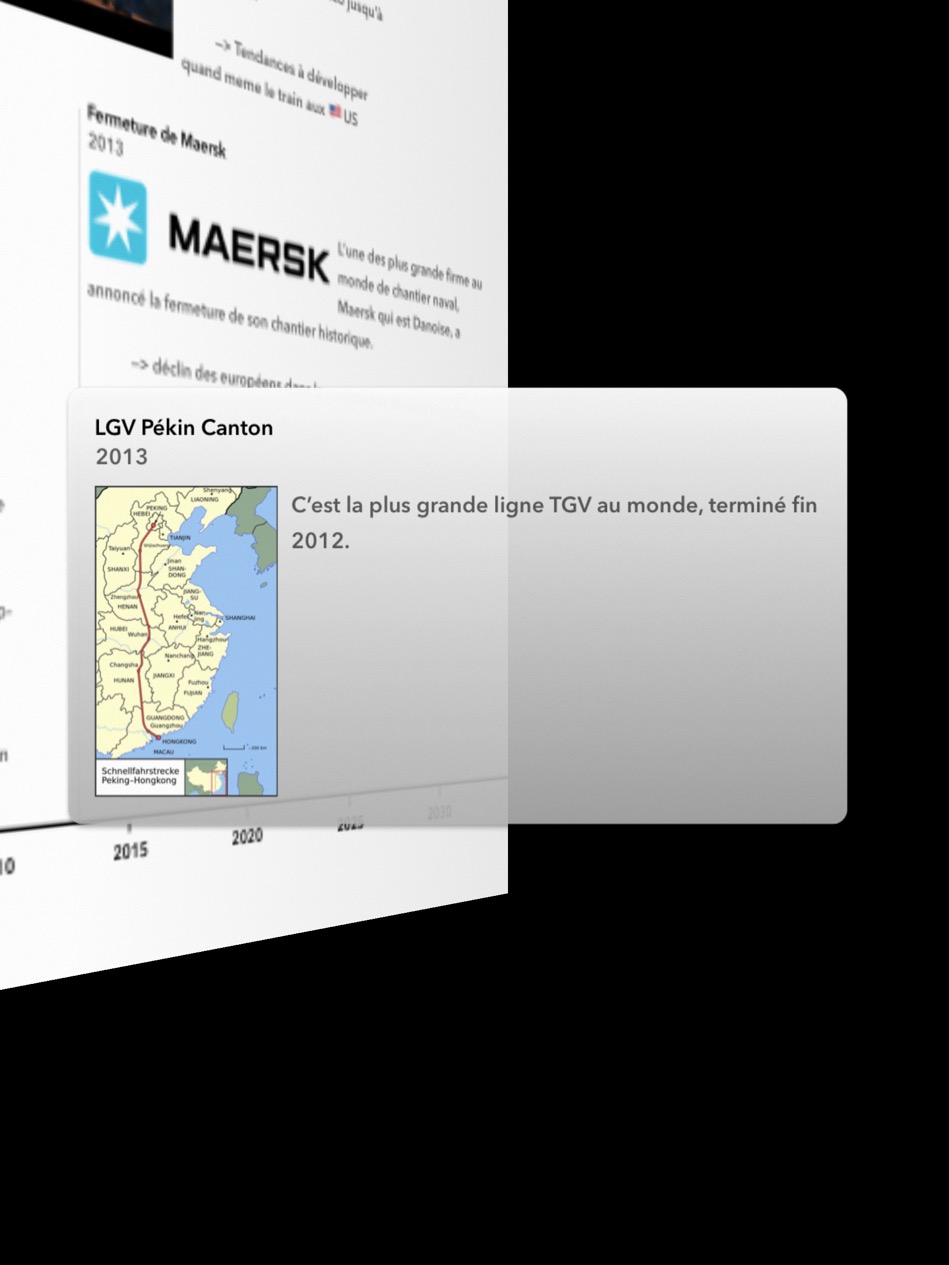 jusqu'à
–> Tendances à développer
quand meme le train aux 🇺🇸 US
Fermeture de Maersk
2013
MAERSK
L'une des plus grande firme au
monde de chantier naval,
Maersk qui est Danoise, a
annoncé la fermeture de son chantier historique.
–> déclin des européens dans
LGV Pékin Canton
2013
C'est la plus grande ligne TGV au monde, terminé fin
2012.
Shenyang
LIAONING
PEKING
HEBEI
TIANJIN
Taiyuan
Shijiazhuang
Jinan
SHANXI
SHAN-
DONG
Zhengzhou
JIANG-
SU
HENAN
Hefei
Nan-
jing
SHANGHAI
HUBEI
ANHUI
Wuhan
Hangzhou
ZHE-
JIANG
Nanchang
Changsha
HUNAN
JIANGXI
Fuzhou
FUJIAN
GUANGDONG
Guangzhou
HONGKONG
MACAU
Schnellfahrstrecke
Peking–Hongkong
10
2015
2020
2025
2030